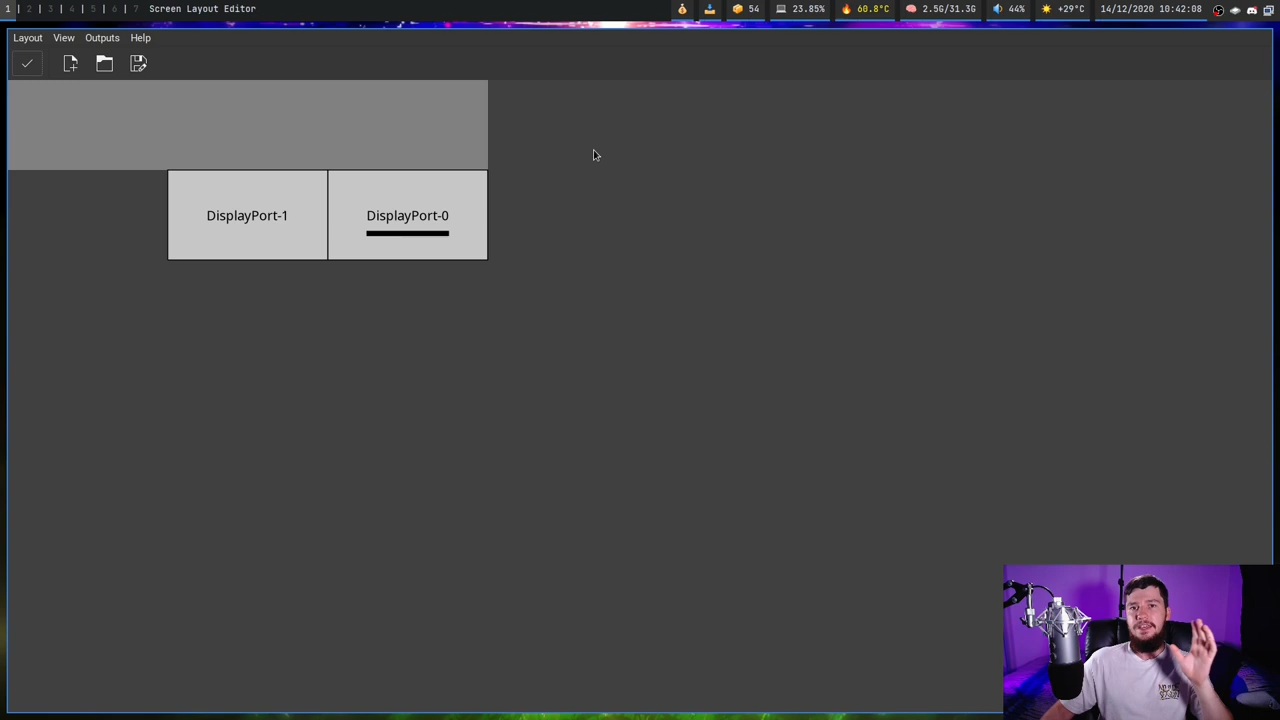 1 | 2 | 3 | 4 | 5 | 6 | 7 Screen Layout Editor 54 23.85% 60.8°C 2.5G/31.3G 44% +29°C 14/12/2020 10:42:08
Layout View Outputs Help
DisplayPort-1 DisplayPort-0